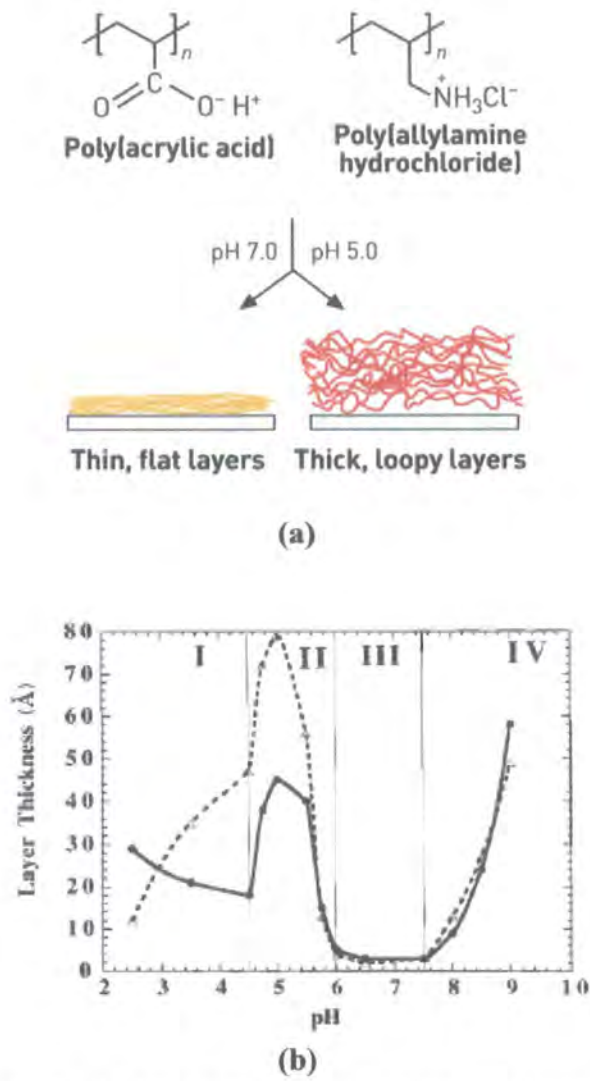 [ ]n [ ]n
C
O O⁻ H⁺ + NH3Cl⁻
Poly(acrylic acid) Poly(allylamine
hydrochloride)
pH 7.0 pH 5.0
Thin, flat layers Thick, loopy layers
(a)
80
70
60
50
40
30
20
10
0
Layer Thickness (Å)
I II III IV
2 3 4 5 6 7 8 9 10
pH
(b)